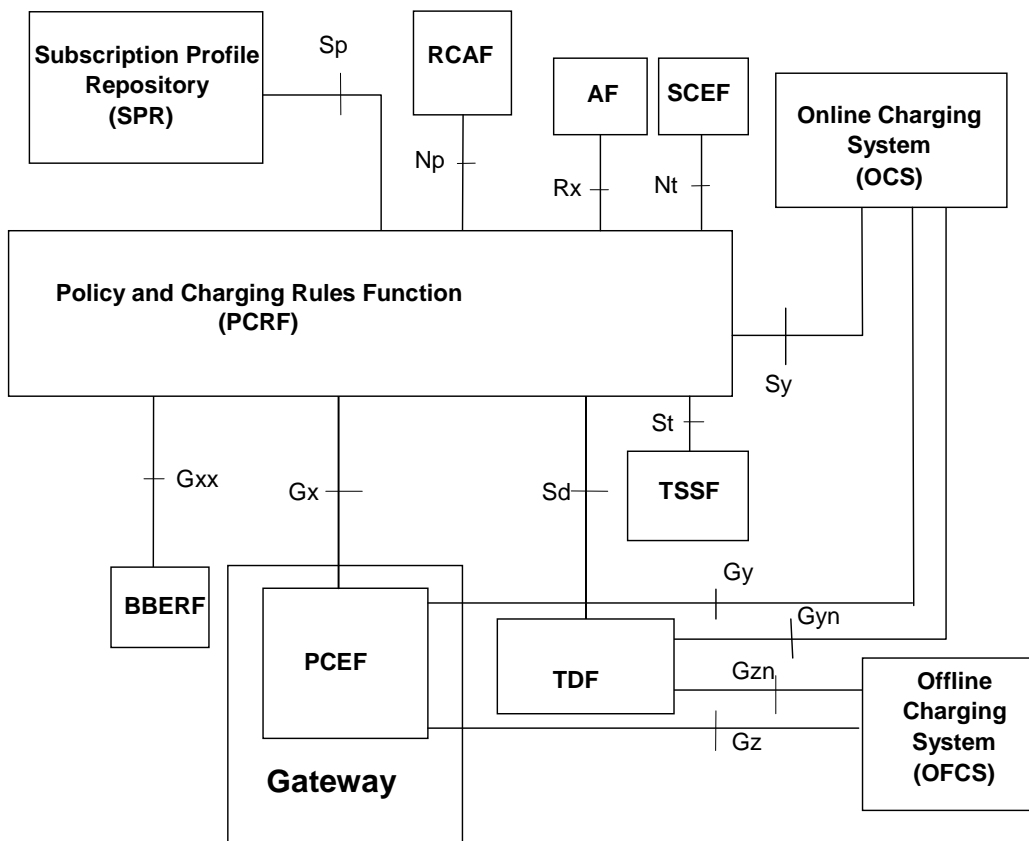 Subscription Profile
Repository
(SPR)
Sp
RCAF
Np
AF
SCEF
Rx
Nt
Online Charging
System
(OCS)
Policy and Charging Rules Function
(PCRF)
Sy
Gxx
Gx
Sd
St
TSSF
BBERF
PCEF
TDF
Gy
Gyn
Gzn
Gz
Offline
Charging
System
(OFCS)
Gateway